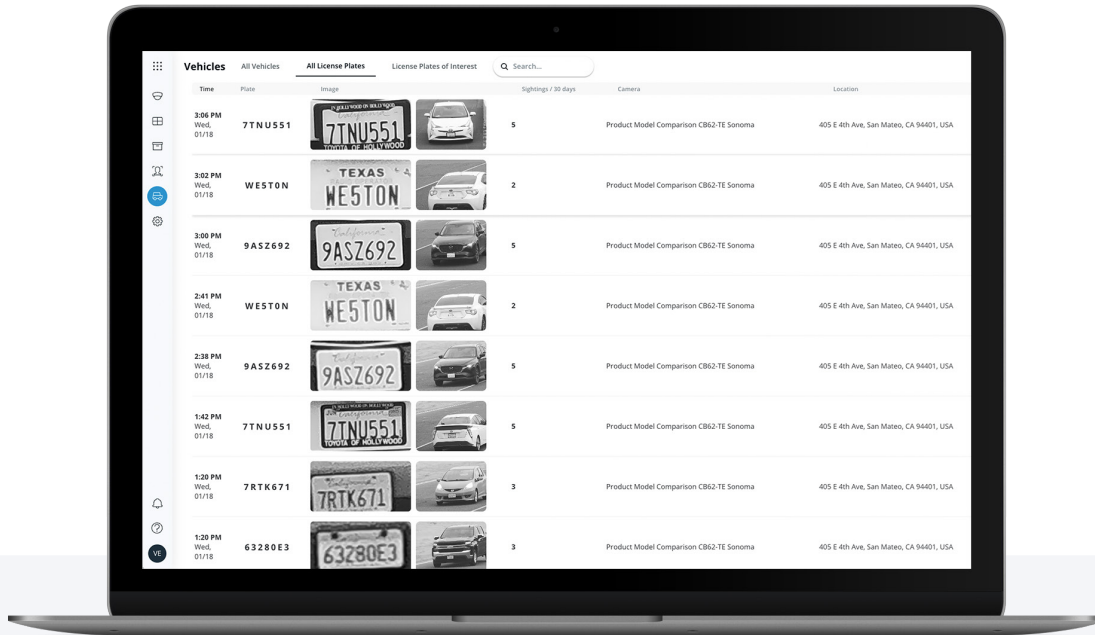 Vehicles All Vehicles All License Plates License Plates of Interest Search...
Time Plate Image Sightings / 30 days Camera Location
3:06 PM
Wed,
01/18
7TNU551
7TNU551
TOYOTA OF HOLLYWOOD
5
Product Model Comparison CB62-TE Sonoma
405 E 4th Ave, San Mateo, CA 94401, USA
3:02 PM
Wed,
01/18
WE5T0N
TEXAS
WE5T0N
2
Product Model Comparison CB62-TE Sonoma
405 E 4th Ave, San Mateo, CA 94401, USA
3:00 PM
Wed,
01/18
9ASZ692
California
9ASZ692
5
Product Model Comparison CB62-TE Sonoma
405 E 4th Ave, San Mateo, CA 94401, USA
2:41 PM
Wed,
01/18
WE5T0N
TEXAS
WE5T0N
2
Product Model Comparison CB62-TE Sonoma
405 E 4th Ave, San Mateo, CA 94401, USA
2:38 PM
Wed,
01/18
9ASZ692
California
9ASZ692
5
Product Model Comparison CB62-TE Sonoma
405 E 4th Ave, San Mateo, CA 94401, USA
1:42 PM
Wed,
01/18
7TNU551
California
7TNU551
TOYOTA OF HOLLYWOOD
5
Product Model Comparison CB62-TE Sonoma
405 E 4th Ave, San Mateo, CA 94401, USA
1:20 PM
Wed,
01/18
7RTK671
California
7RTK671
3
Product Model Comparison CB62-TE Sonoma
405 E 4th Ave, San Mateo, CA 94401, USA
1:20 PM
Wed,
01/18
63280E3
63280E3
3
Product Model Comparison CB62-TE Sonoma
405 E 4th Ave, San Mateo, CA 94401, USA
VE